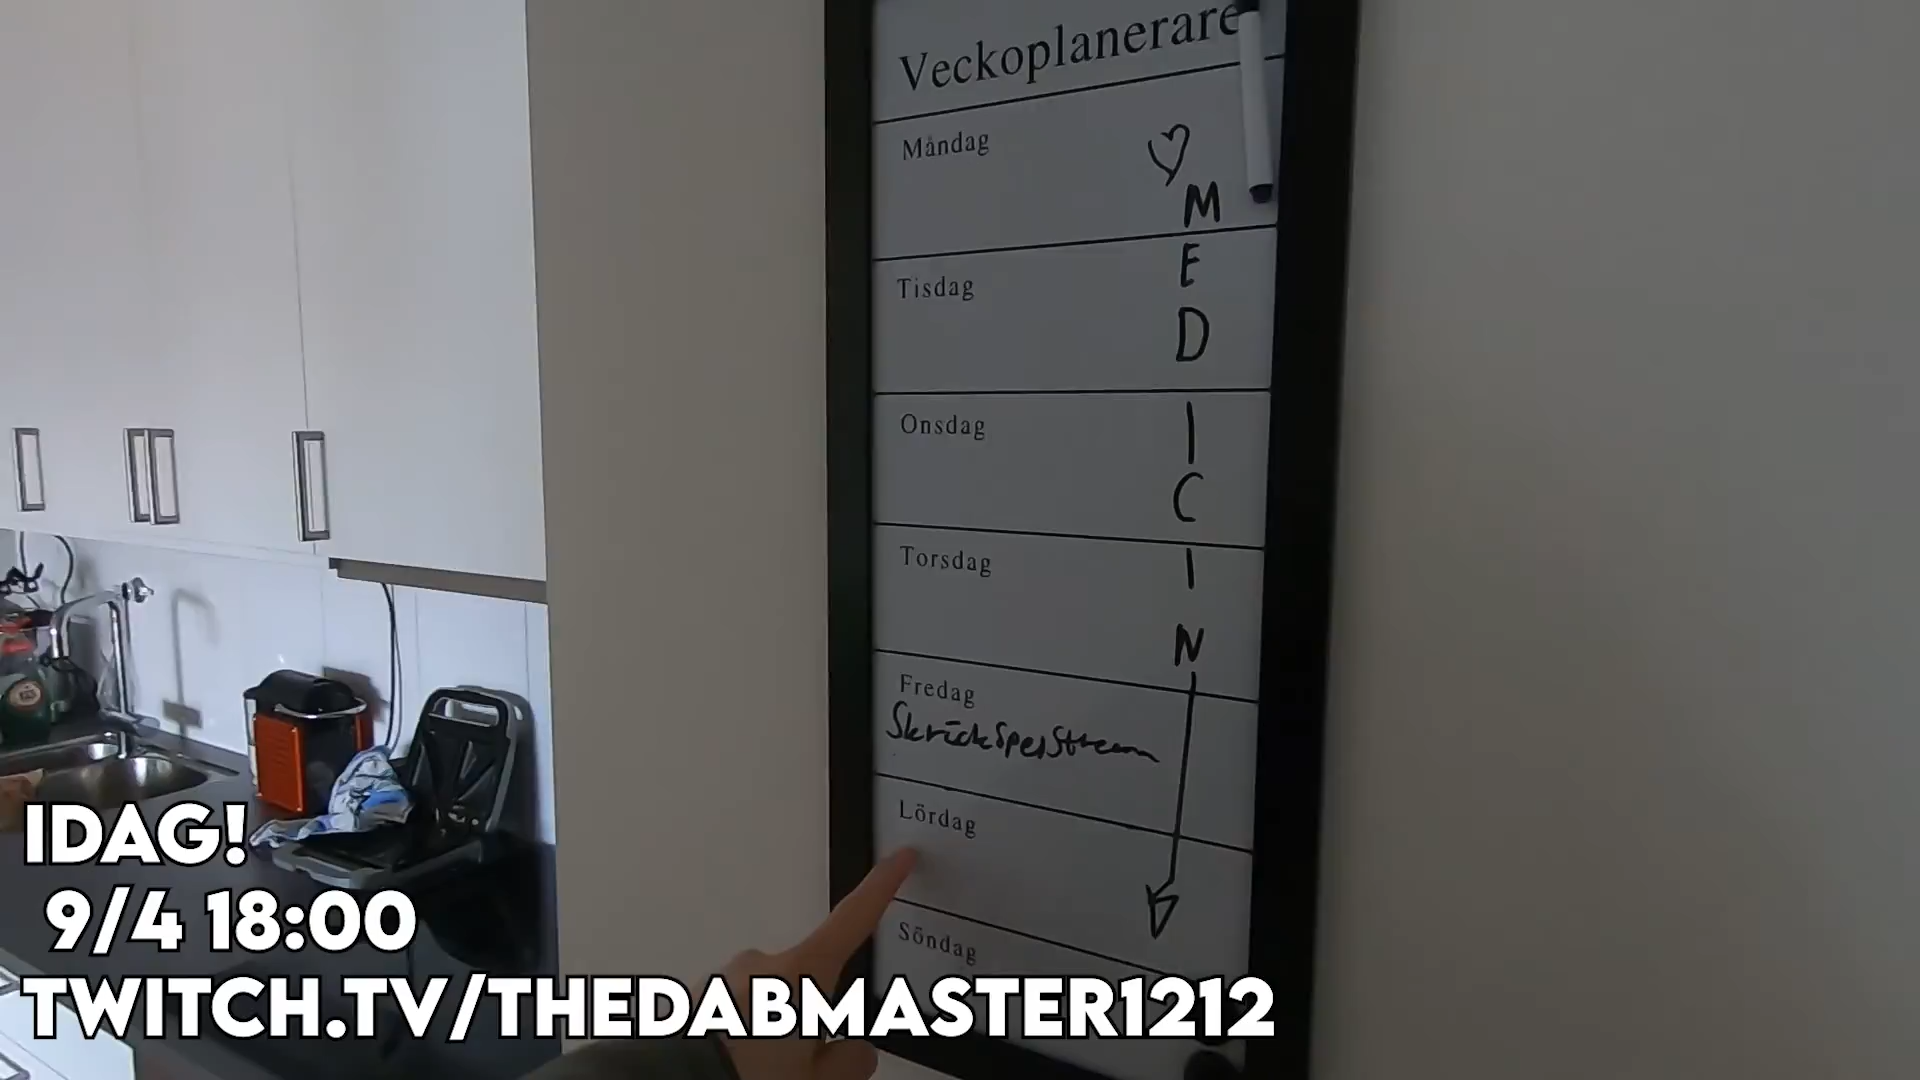 Veckoplanerare
Måndag
♡
M
E
Tisdag
D
I
Onsdag
C
I
Torsdag
N
Fredag
SkräckSpelStream
Lördag
Söndag
IDAG!
9/4 18:00
TWITCH.TV/THEDABMASTER1212